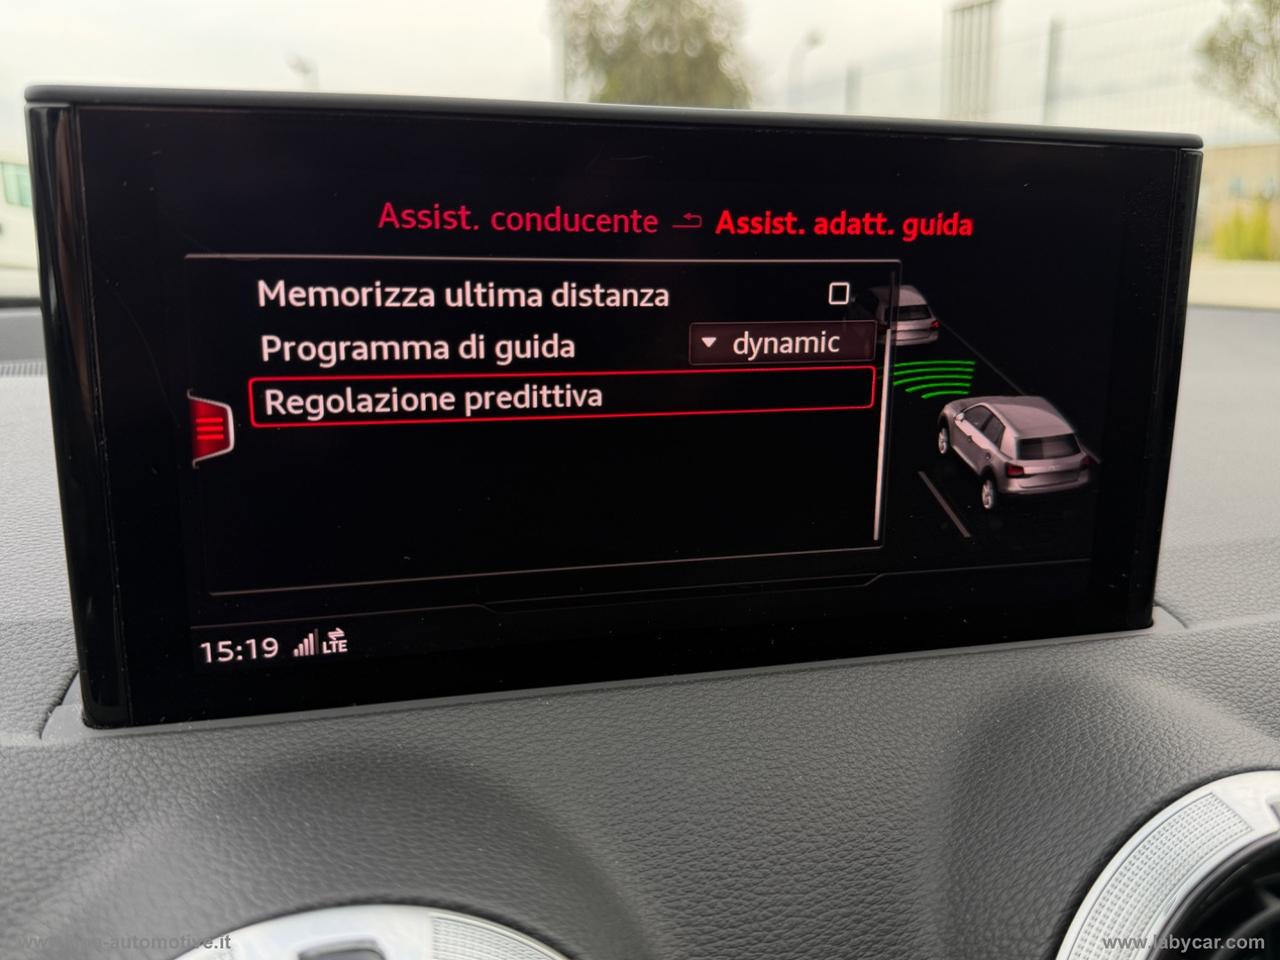 Assist. conducente Assist. adatt. guida
Memorizza ultima distanza
Programma di guida dynamic
Regolazione predittiva
15:19 LTE
www.labycar.com